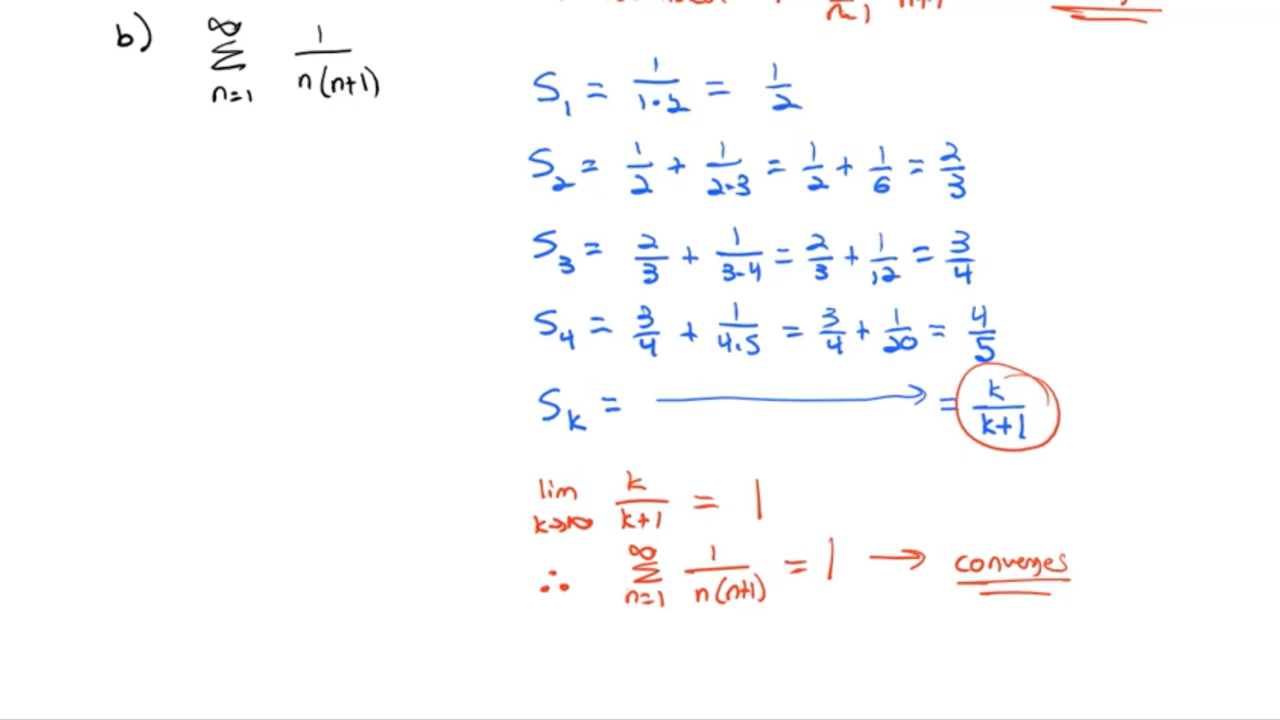 b) ∞ Σ n=1 1/n(n+1)
S₁ = 1/1·2 = 1/2
S₂ = 1/2 + 1/2·3 = 1/2 + 1/6 = 2/3
S₃ = 2/3 + 1/3·4 = 2/3 + 1/12 = 3/4
S₄ = 3/4 + 1/4·5 = 3/4 + 1/20 = 4/5
Sₖ = → = k/k+1
lim k→∞ k/k+1 = 1
∴ ∞ Σ n=1 1/n(n+1) = 1 → converges